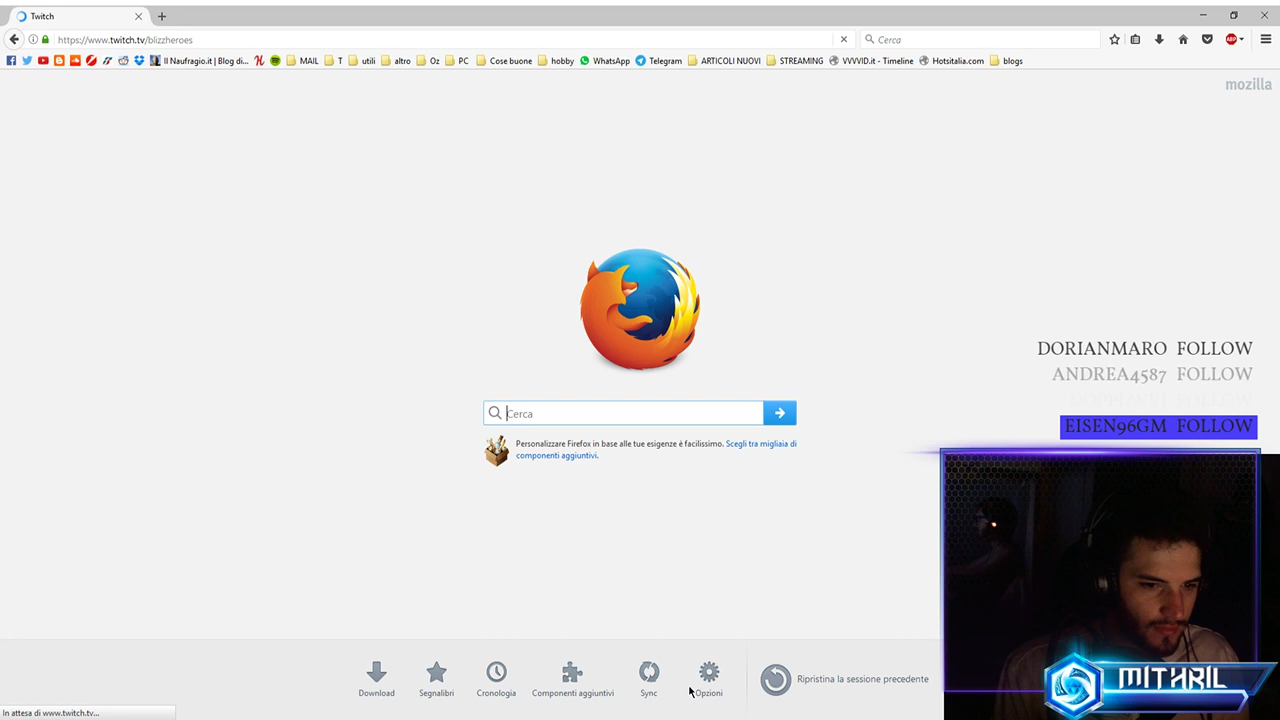 Twitch
https://www.twitch.tv/blizzheroes
Cerca
ABP
Il Naufragio.it | Blog di... MAIL T utili altro Oz PC Cose buone hobby WhatsApp Telegram ARTICOLI NUOVI STREAMING VVVVID.it - Timeline Hotsitalia.com blogs
mozilla
DORIANMARO FOLLOW
ANDREA4587 FOLLOW
EISEN96GM FOLLOW
Cerca
Personalizzare Firefox in base alle tue esigenze è facilissimo. Scegli tra migliaia di
componenti aggiuntivi.
Download Segnalibri Cronologia Componenti aggiuntivi Sync Opzioni Ripristina la sessione precedente
MITHRIL
In attesa di www.twitch.tv...